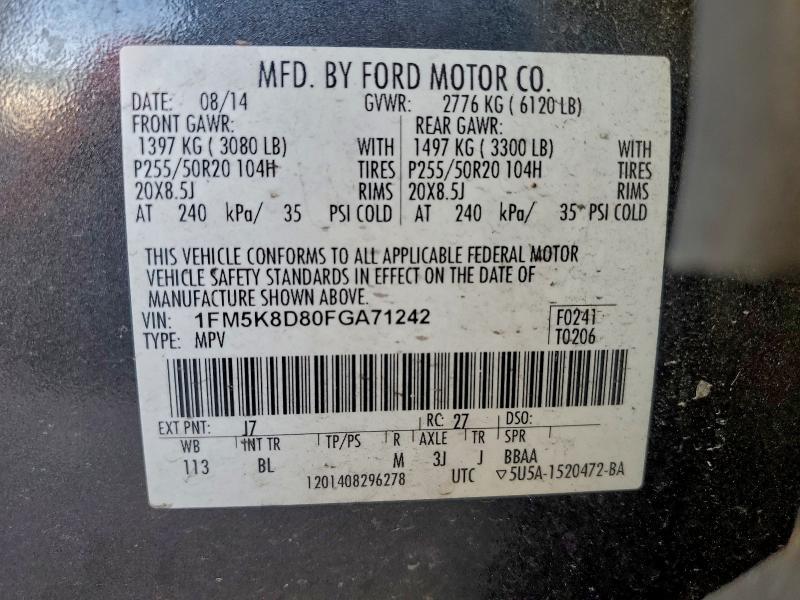 MFD. BY FORD MOTOR CO.
DATE: 08/14 GVWR: 2776 KG ( 6120 LB)
FRONT GAWR: REAR GAWR:
1397 KG ( 3080 LB) WITH 1497 KG ( 3300 LB) WITH
P255/50R20 104H TIRES P255/50R20 104H TIRES
20X8.5J RIMS 20X8.5J RIMS
AT 240 kPa/ 35 PSI COLD AT 240 kPa/ 35 PSI COLD
THIS VEHICLE CONFORMS TO ALL APPLICABLE FEDERAL MOTOR
VEHICLE SAFETY STANDARDS IN EFFECT ON THE DATE OF
MANUFACTURE SHOWN ABOVE.
VIN: 1FM5K8D80FGA71242 F0241
TYPE: MPV T0206
EXT PNT: J7 RC: 27 DSO:
WB INT TR TP/PS R AXLE TR SPR
113 BL M 3J J BBAA
1201408296278 UTC ▽5U5A-1520472-BA